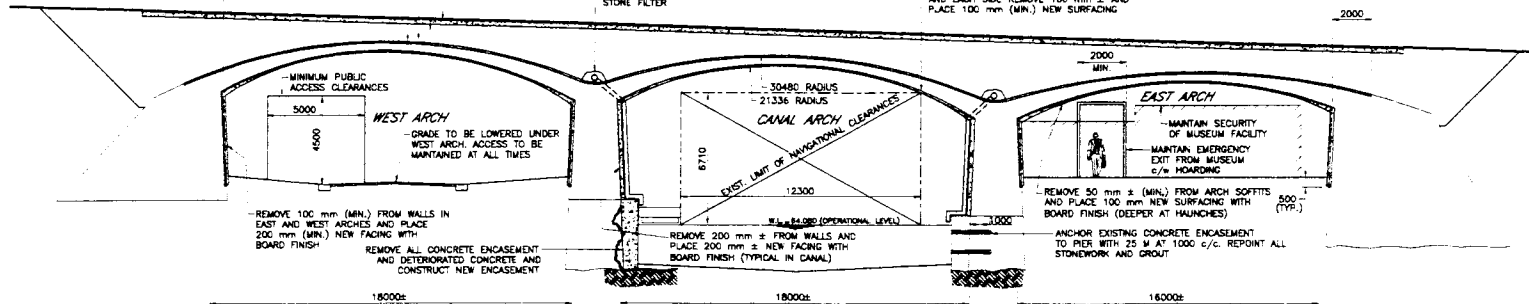 STONE FILTER
AND EACH SIDE REMOVE 100 mm ± AND
PLACE 100 mm (MIN.) NEW SURFACING
2000
2000
MIN.
MINIMUM PUBLIC
ACCESS CLEARANCES
5000
4500
WEST ARCH
GRADE TO BE LOWERED UNDER
WEST ARCH. ACCESS TO BE
MAINTAINED AT ALL TIMES
30480 RADIUS
21336 RADIUS
CANAL ARCH
EXIST. LIMIT OF NAVIGATIONAL CLEARANCES
6710
12300
W.L. = 64.080 (OPERATIONAL LEVEL)
EAST ARCH
MAINTAIN SECURITY
OF MUSEUM FACILITY
MAINTAIN EMERGENCY
EXIT FROM MUSEUM
c/w HOARDING
REMOVE 50 mm ± (MIN.) FROM ARCH SOFFITS
AND PLACE 100 mm NEW SURFACING WITH
BOARD FINISH (DEEPER AT HAUNCHES)
500
(TYP.)
REMOVE 100 mm (MIN.) FROM WALLS IN
EAST AND WEST ARCHES AND PLACE
200 mm (MIN.) NEW FACING WITH
BOARD FINISH
REMOVE ALL CONCRETE ENCASEMENT
AND DETERIORATED CONCRETE AND
CONSTRUCT NEW ENCASEMENT
REMOVE 200 mm ± FROM WALLS AND
PLACE 200 mm ± NEW FACING WITH
BOARD FINISH (TYPICAL IN CANAL)
1000
ANCHOR EXISTING CONCRETE ENCASEMENT
TO PIER WITH 25 M AT 1000 c/c. REPOINT ALL
STONEWORK AND GROUT
18000±
18000±
16000±